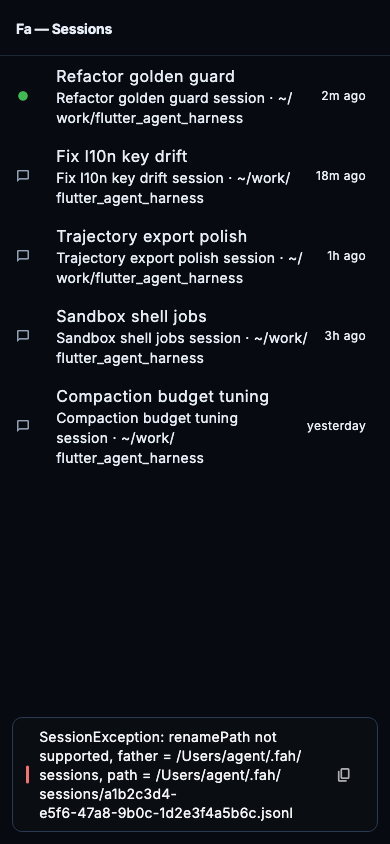 Fa — Sessions
Refactor golden guard
Refactor golden guard session · ~/
work/flutter_agent_harness
2m ago
Fix l10n key drift
Fix l10n key drift session · ~/work/
flutter_agent_harness
18m ago
Trajectory export polish
Trajectory export polish session · ~/
work/flutter_agent_harness
1h ago
Sandbox shell jobs
Sandbox shell jobs session · ~/work/
flutter_agent_harness
3h ago
Compaction budget tuning
Compaction budget tuning
session · ~/work/
flutter_agent_harness
yesterday
SessionException: renamePath not
supported, father = /Users/agent/.fah/
sessions, path = /Users/agent/.fah/
sessions/a1b2c3d4-
e5f6-47a8-9b0c-1d2e3f4a5b6c.jsonl